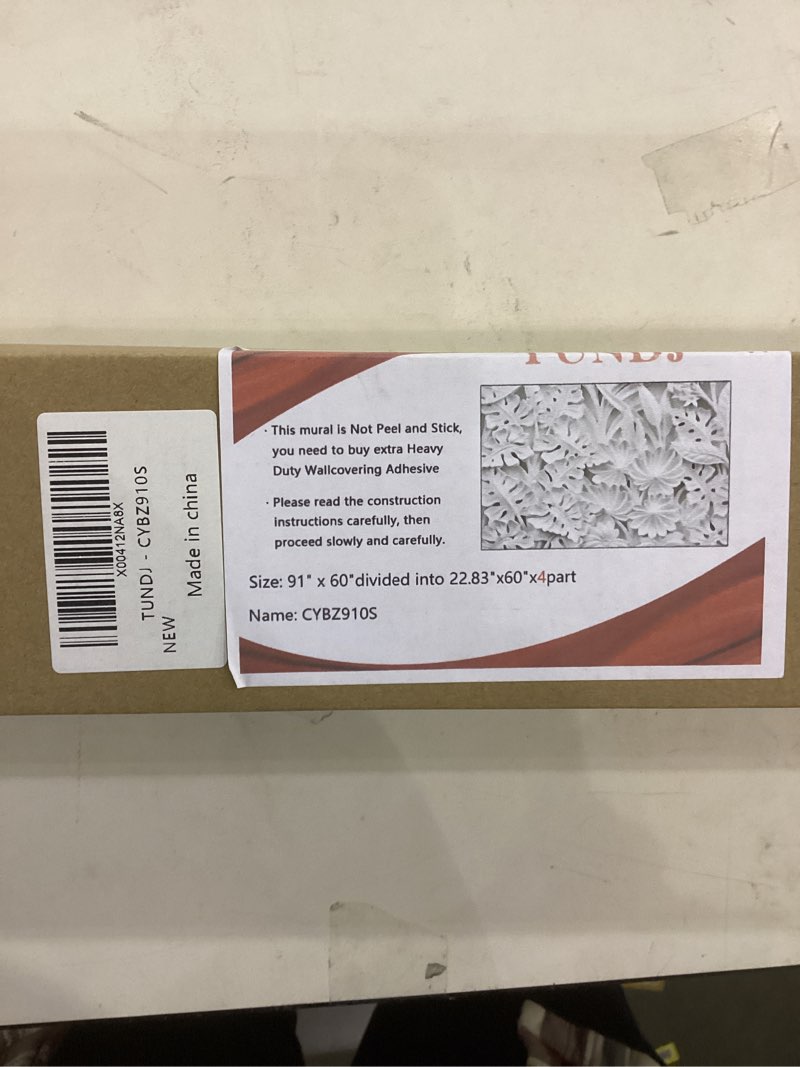 X00412NA8X
TUNDJ - CYBZ910S
NEW
Made in china
TUNDJ
· This mural is Not Peel and Stick,
you need to buy extra Heavy
Duty Wallcovering Adhesive
· Please read the construction
instructions carefully, then
proceed slowly and carefully.
Size: 91" x 60"divided into 22.83"x60"x4part
Name: CYBZ910S